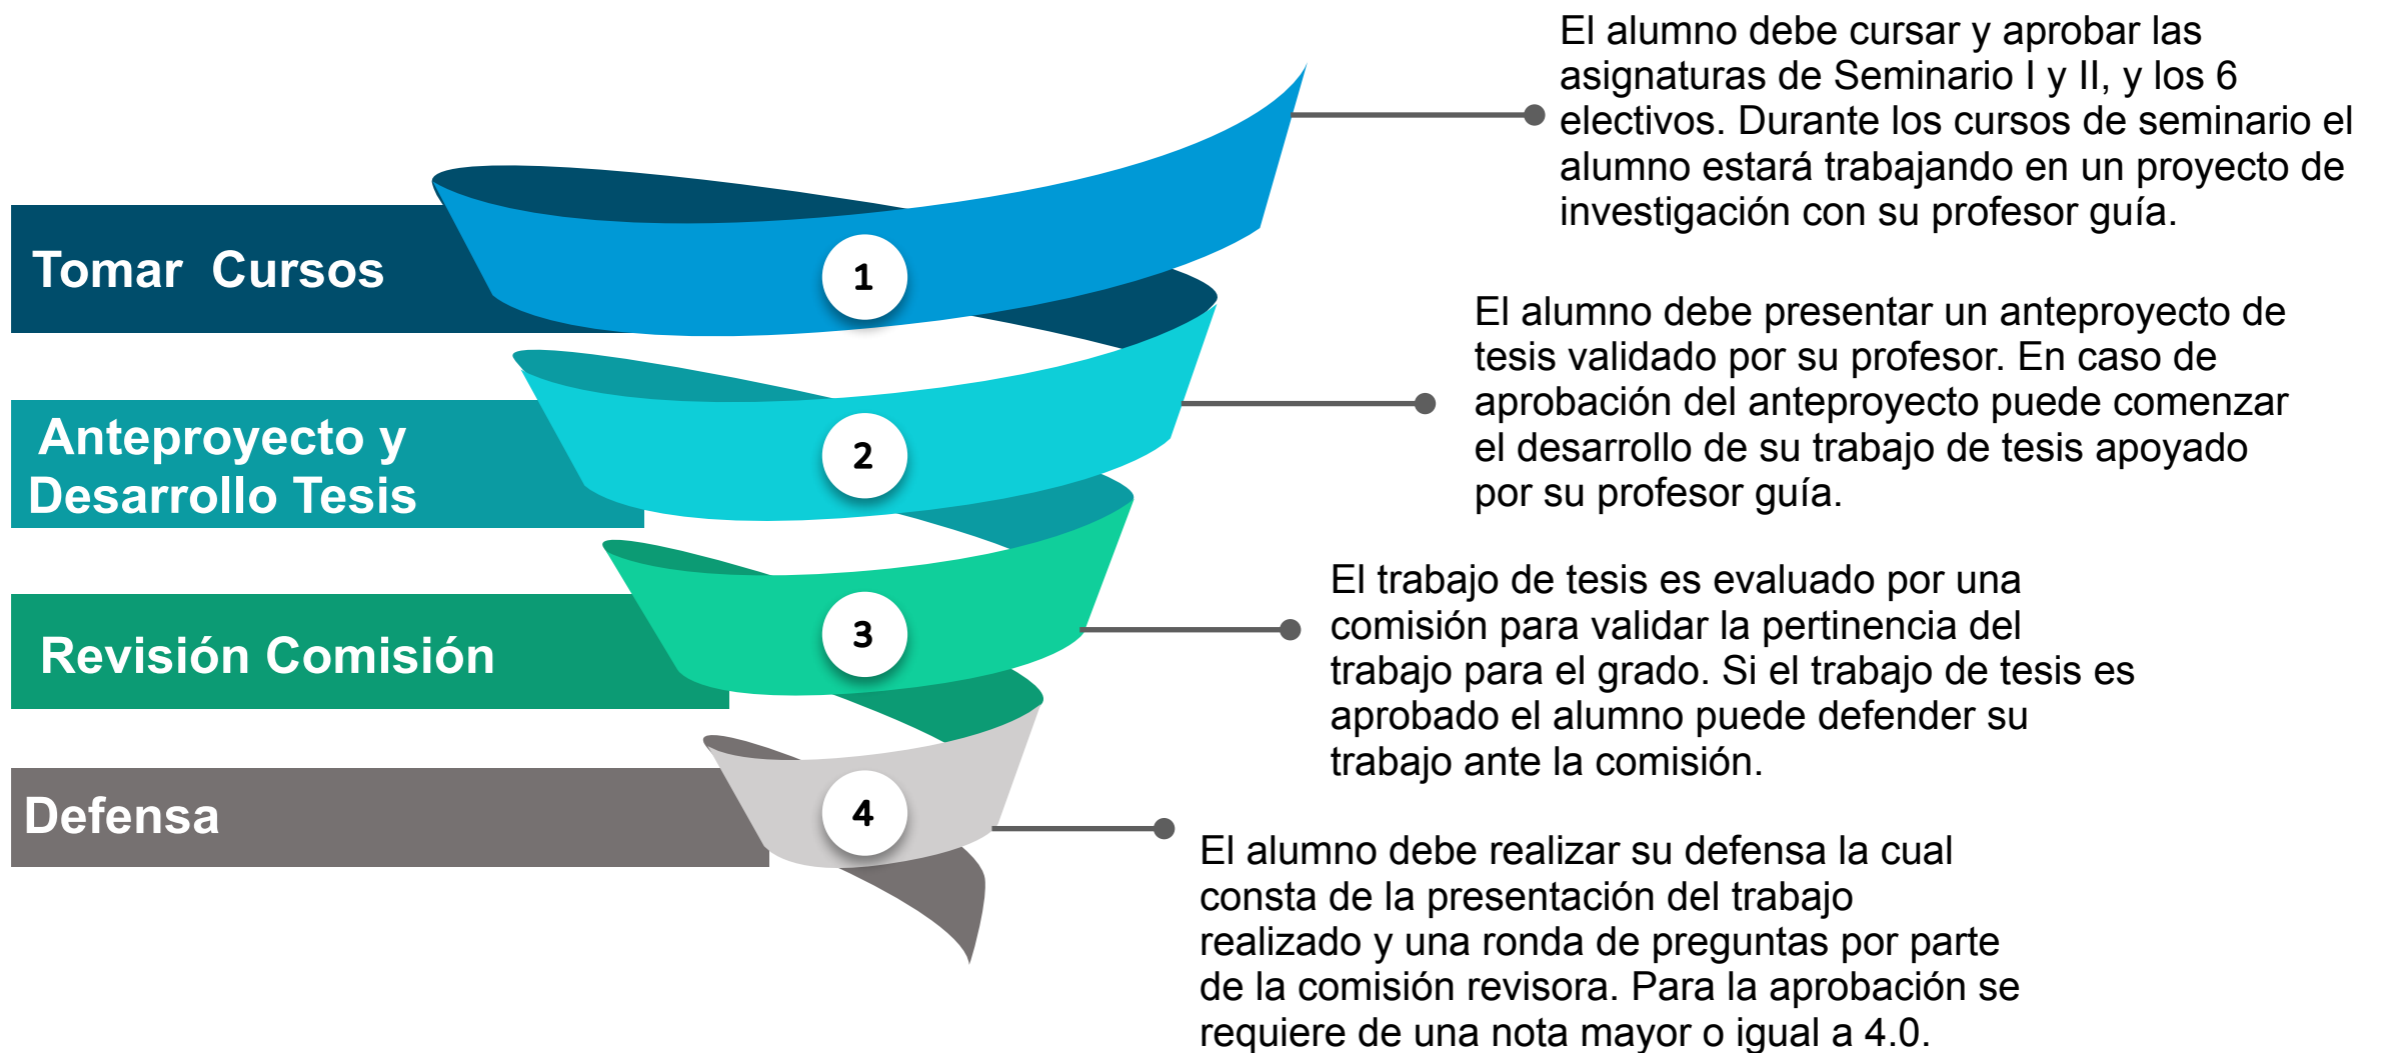 El alumno debe cursar y aprobar las
asignaturas de Seminario I y II, y los 6
electivos. Durante los cursos de seminario el
alumno estará trabajando en un proyecto de
investigación con su profesor guía.
Tomar Cursos
1
El alumno debe presentar un anteproyecto de
tesis validado por su profesor. En caso de
aprobación del anteproyecto puede comenzar
el desarrollo de su trabajo de tesis apoyado
por su profesor guía.
Anteproyecto y
Desarrollo Tesis
2
El trabajo de tesis es evaluado por una
comisión para validar la pertinencia del
trabajo para el grado. Si el trabajo de tesis es
aprobado el alumno puede defender su
trabajo ante la comisión.
Revisión Comisión
3
Defensa
4
El alumno debe realizar su defensa la cual
consta de la presentación del trabajo
realizado y una ronda de preguntas por parte
de la comisión revisora. Para la aprobación se
requiere de una nota mayor o igual a 4.0.